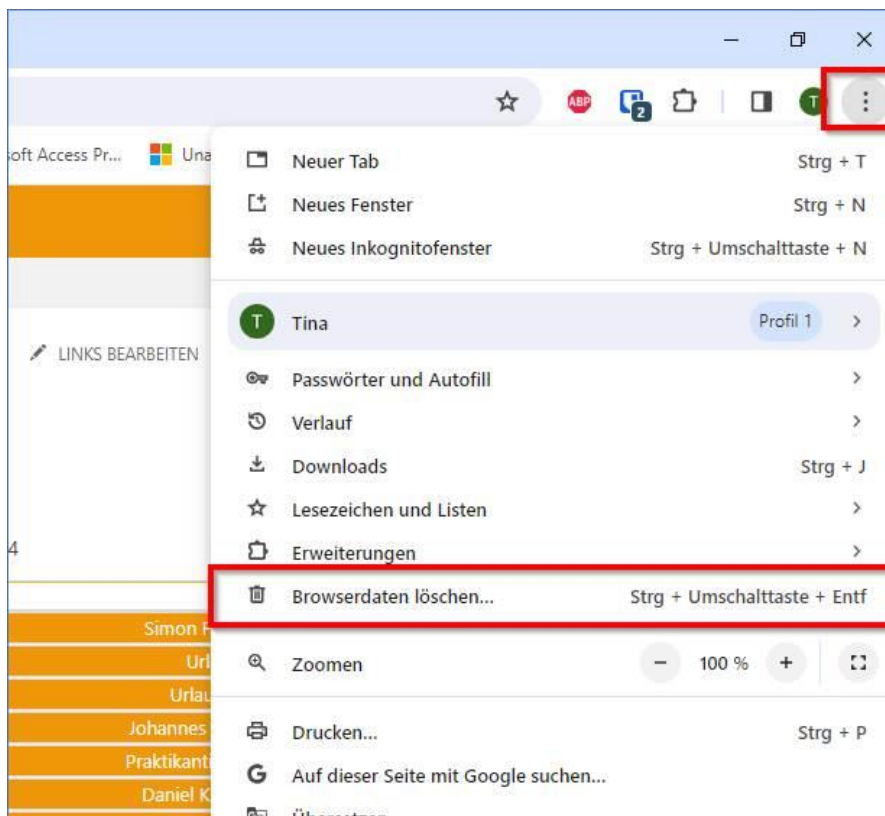 ABP
2
T
soft Access Pr...
Una
Neuer Tab Strg + T
Neues Fenster Strg + N
Neues Inkognitofenster Strg + Umschalttaste + N
T Tina Profil 1
LINKS BEARBEITEN
Passwörter und Autofill
Verlauf
Downloads Strg + J
Lesezeichen und Listen
4
Erweiterungen
Browserdaten löschen... Strg + Umschalttaste + Entf
Simon
Url
Zoomen − 100 % +
Urlau
Johannes
Drucken... Strg + P
Praktikanti
G Auf dieser Seite mit Google suchen...
Daniel K